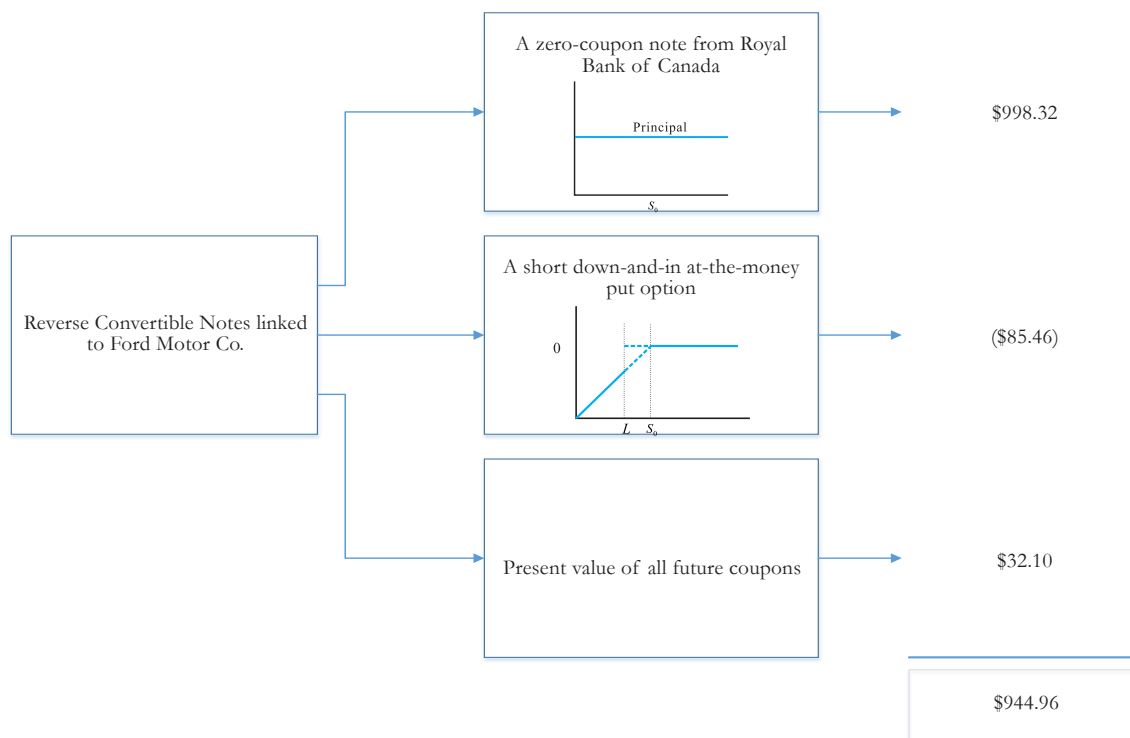 A zero-coupon note from Royal
Bank of Canada
Principal
S₀
$998.32
Reverse Convertible Notes linked
to Ford Motor Co.
A short down-and-in at-the-money
put option
0
L S₀
($85.46)
Present value of all future coupons
$32.10
$944.96